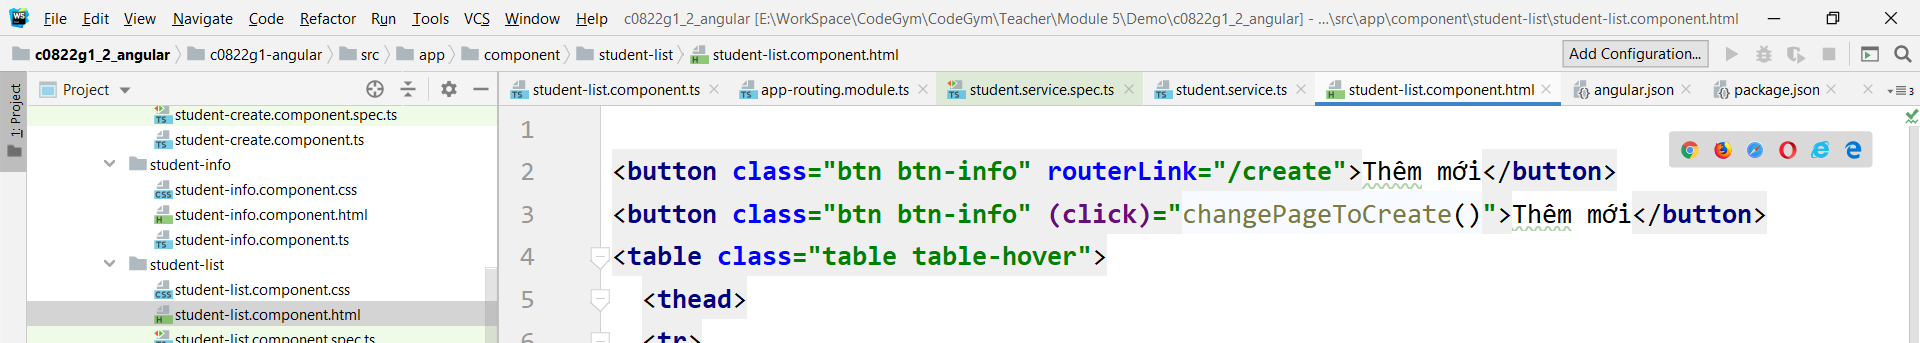 File Edit View Navigate Code Refactor Run Tools VCS Window Help c0822g1_2_angular [E:\WorkSpace\CodeGym\CodeGym\Teacher\Module 5\Demo\c0822g1_2_angular] - ...\src\app\component\student-list\student-list.component.html
c0822g1_2_angular c0822g1-angular src app component student-list student-list.component.html Add Configuration...
1: Project
Project
student-list.component.ts app-routing.module.ts student.service.spec.ts student.service.ts student-list.component.html angular.json package.json 3
student-create.component.spec.ts
student-create.component.ts
student-info
student-info.component.css
student-info.component.html
student-info.component.ts
student-list
student-list.component.css
student-list.component.html
student-list.component.spec.ts
1
2 <button class="btn btn-info" routerLink="/create">Thêm mới</button>
3 <button class="btn btn-info" (click)="changePageToCreate()">Thêm mới</button>
4 <table class="table table-hover">
5 <thead>
6 <tr>